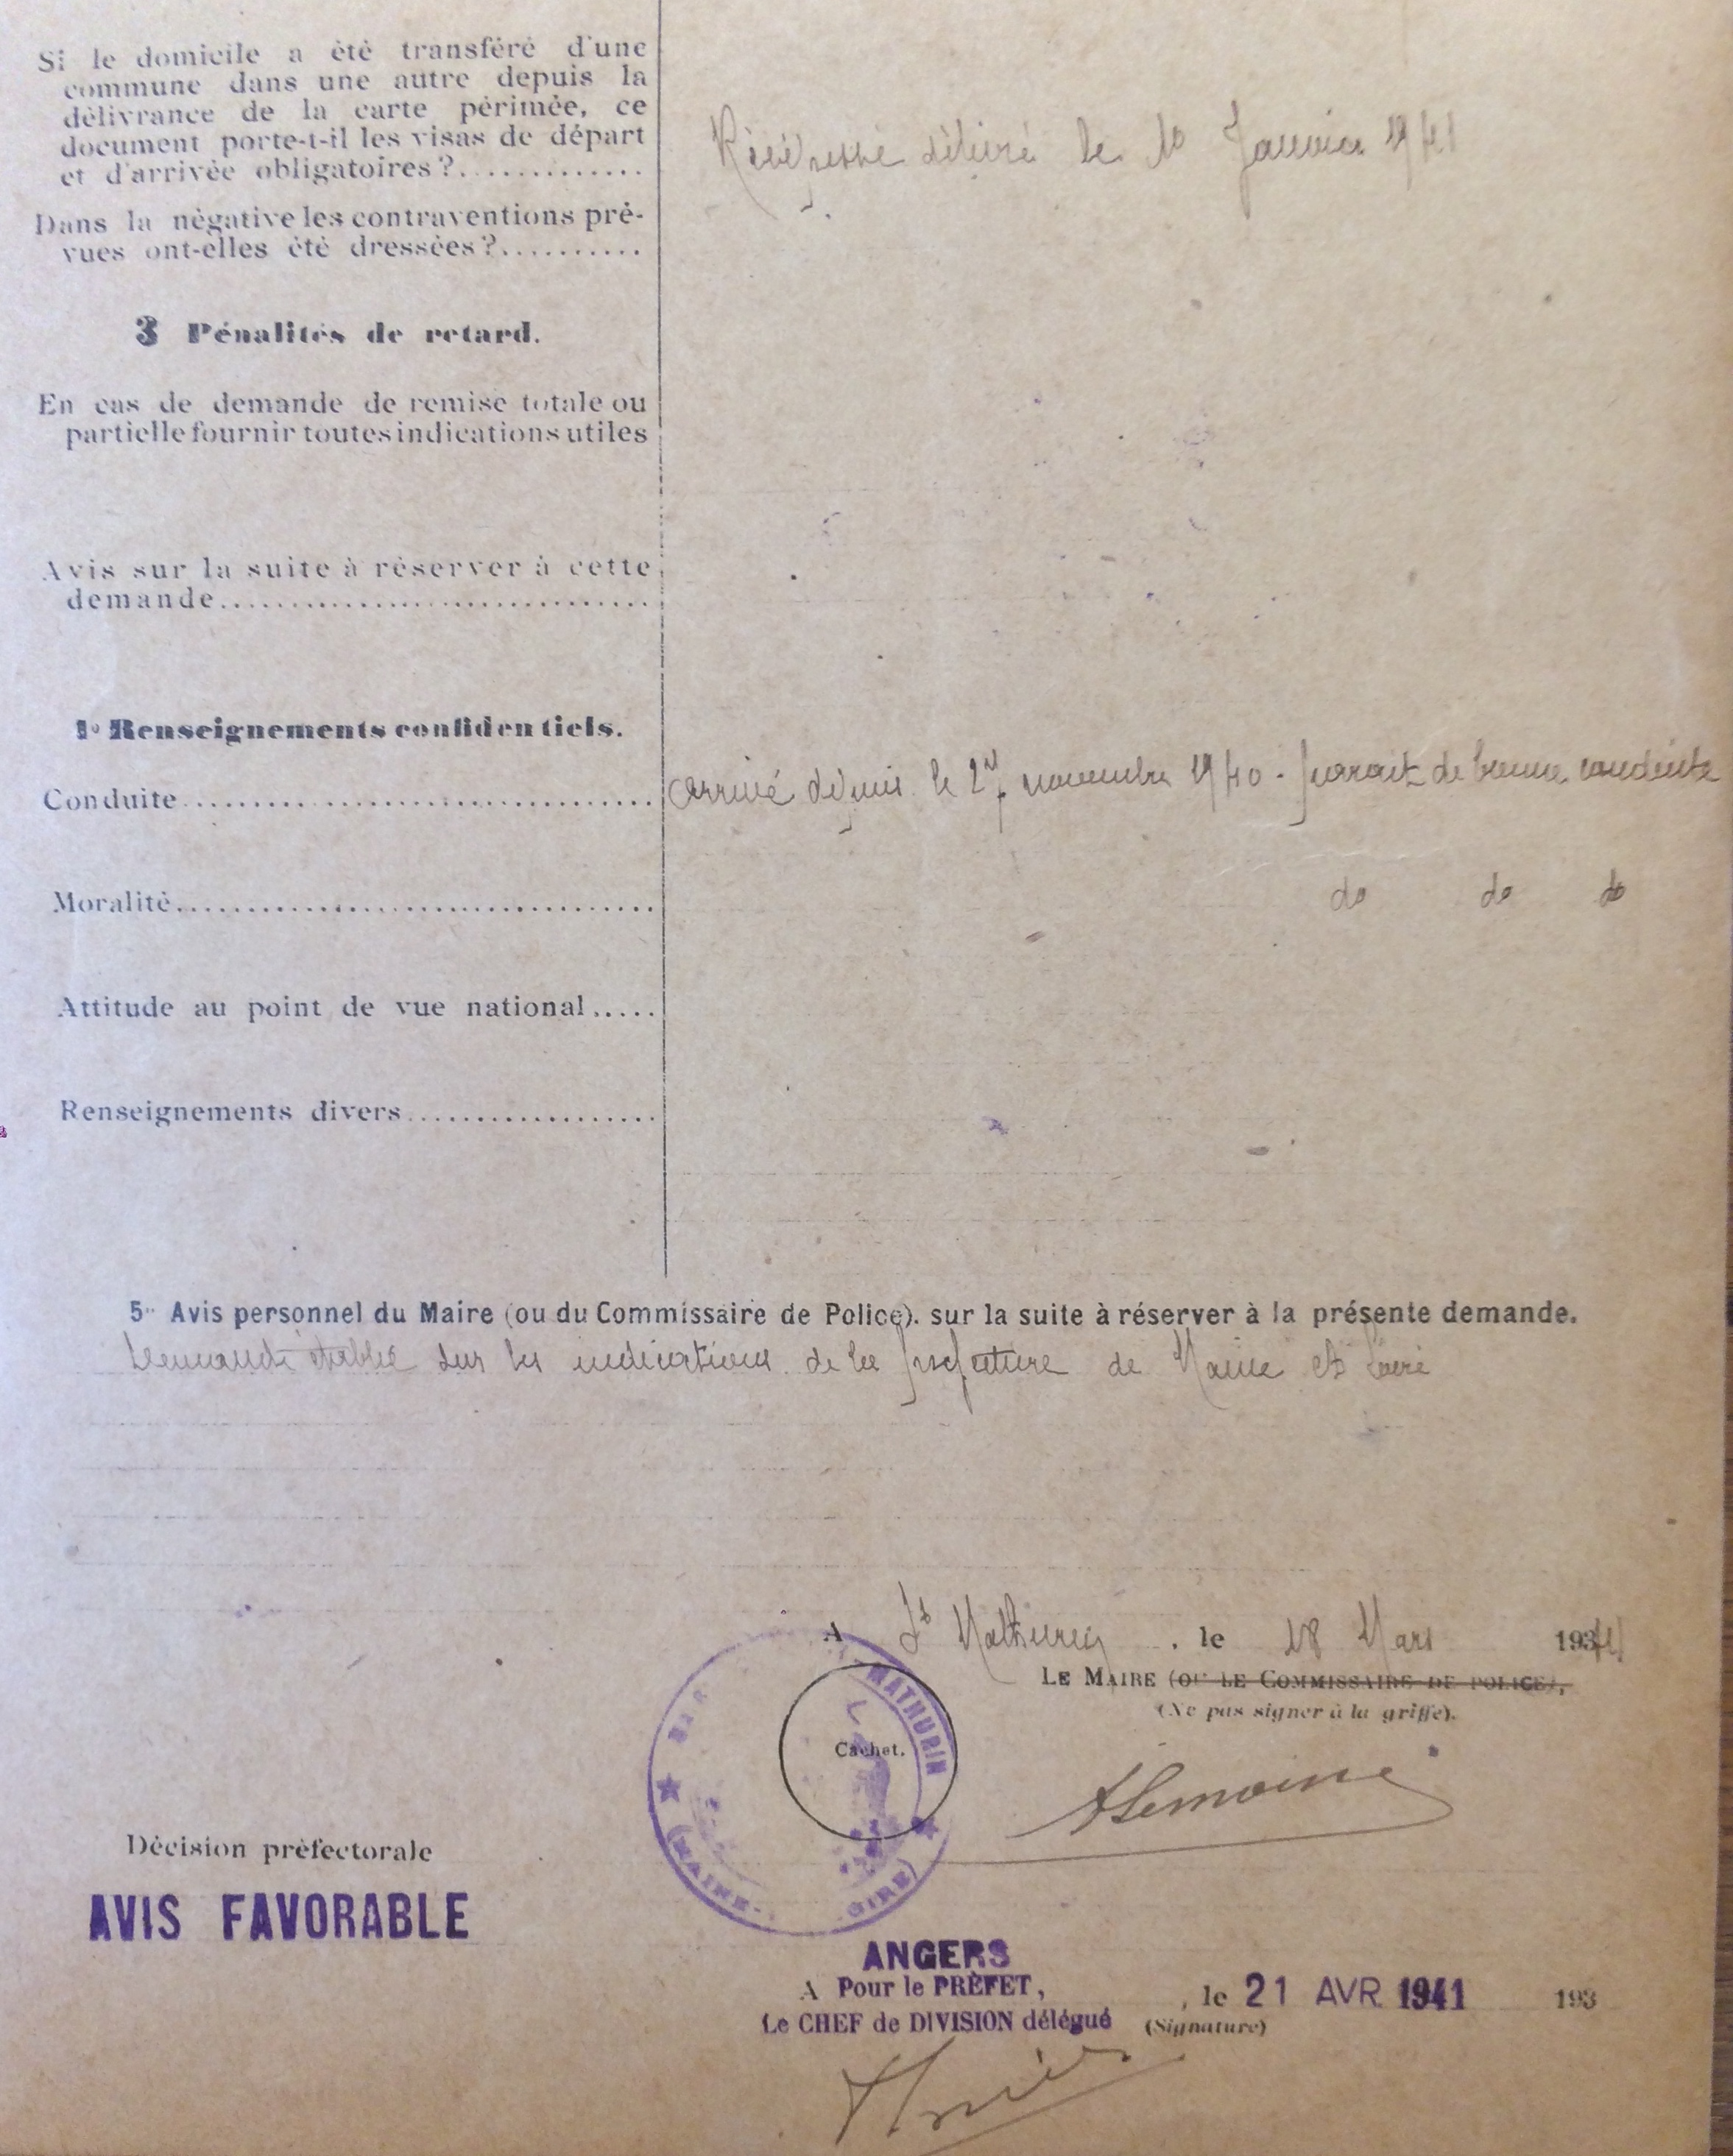 Si le domicile a été transféré d'une
commune dans une autre depuis la
délivrance de la carte périmée, ce
document porte-t-il les visas de départ
et d'arrivée obligatoires ?.............
Récépissé délivré le 10 Janvier 1941
Dans la négative les contraventions pré-
vues ont-elles été dressées ?..........
3 Pénalités de retard.
En cas de demande de remise totale ou
partielle fournir toutes indications utiles
Avis sur la suite à réserver à cette
demande..............................
1º Renseignements confidentiels.
Conduite................................. arrivé depuis le novembre 1940. parait de bonne conduite
Moralité.................................. do do do
Attitude au point de vue national.....
Renseignements divers..................
5º Avis personnel du Maire (ou du Commissaire de Police). sur la suite à réserver à la présente demande.
Demande établie sur les indications de la préfecture de Maine et Loire
A St Mathurin, le 18 Mars 1941
LE MAIRE (OU LE COMMISSAIRE DE POLICE),
(Ne pas signer à la griffe).
MATHURIN
Cachet.
(MAINE-
OIRE)
ALemoine
Décision préfectorale
AVIS FAVORABLE
ANGERS
A Pour le PRÉFET, , le 21 AVR 1941 193
Le CHEF de DIVISION délégué (Signature)